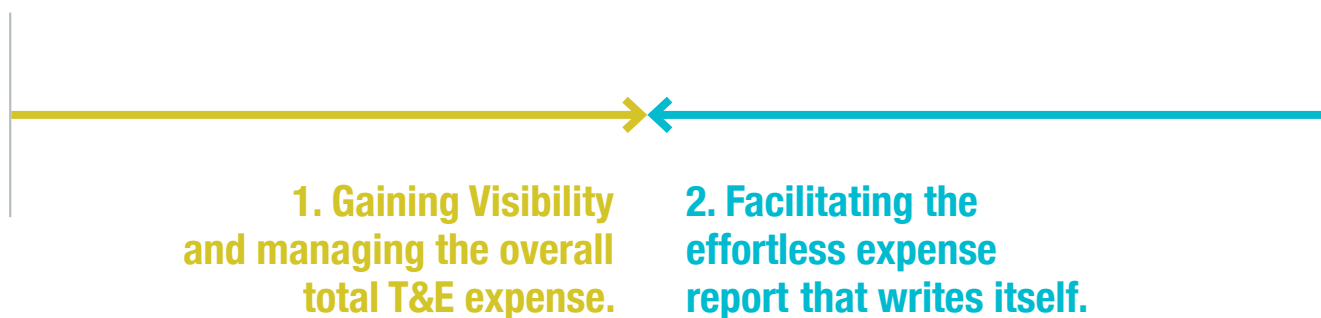 1. Gaining Visibility
and managing the overall
total T&E expense.
2. Facilitating the
effortless expense
report that writes itself.